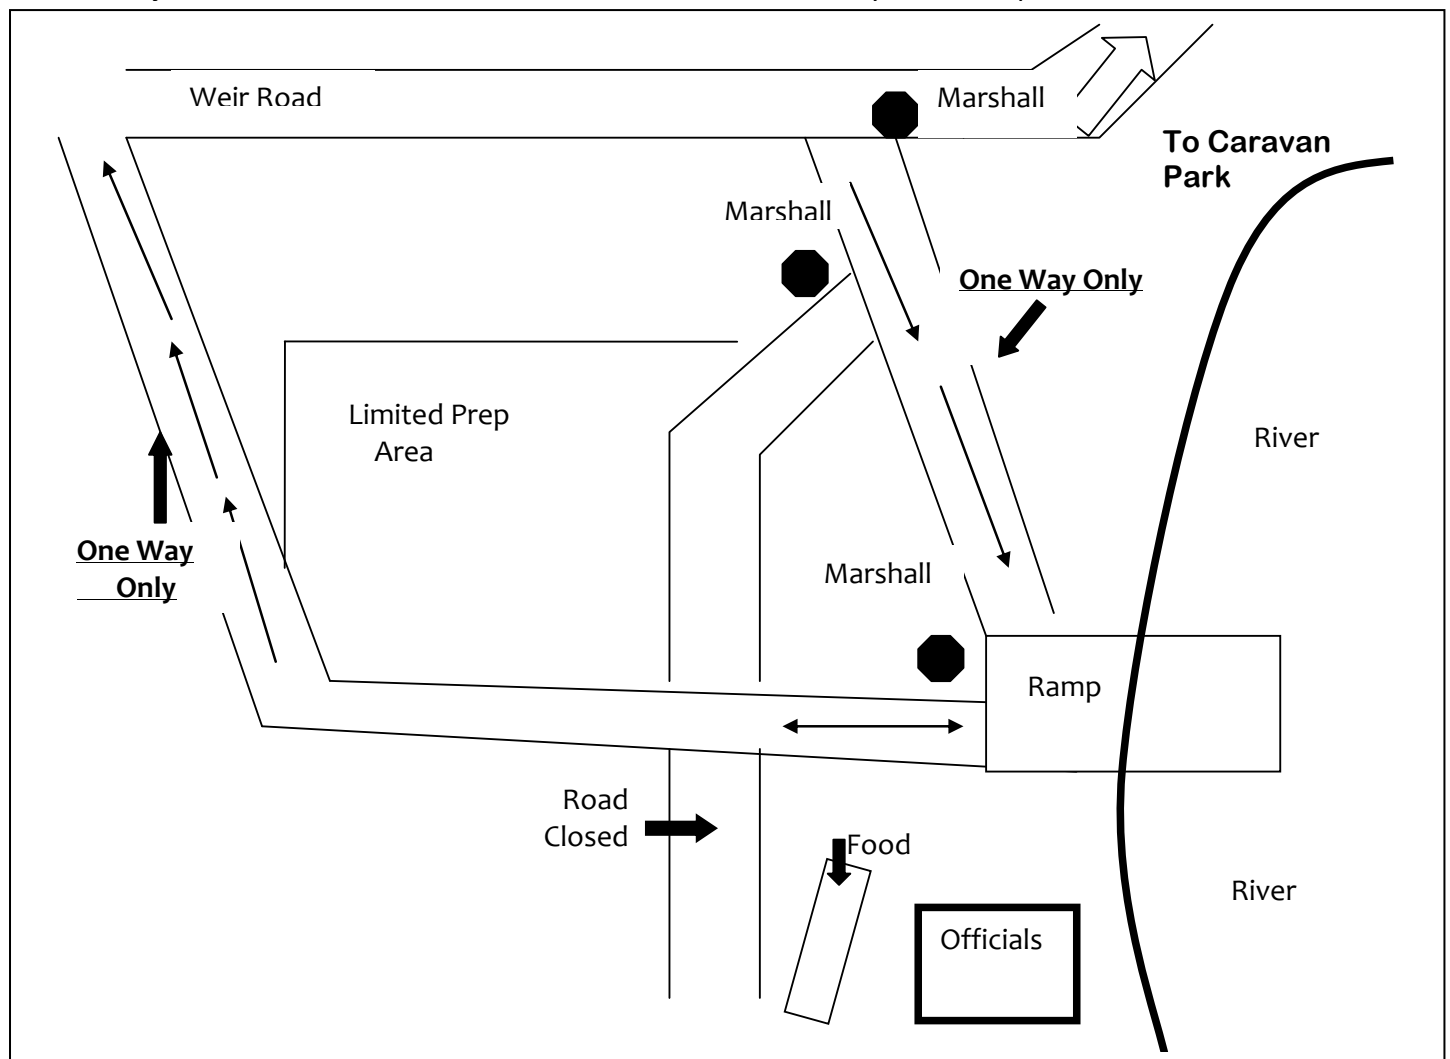 Weir Road
Marshall
To Caravan
Park
Marshall
One Way Only
Limited Prep
Area
River
One Way
Only
Marshall
Ramp
Road
Closed
Food
River
Officials